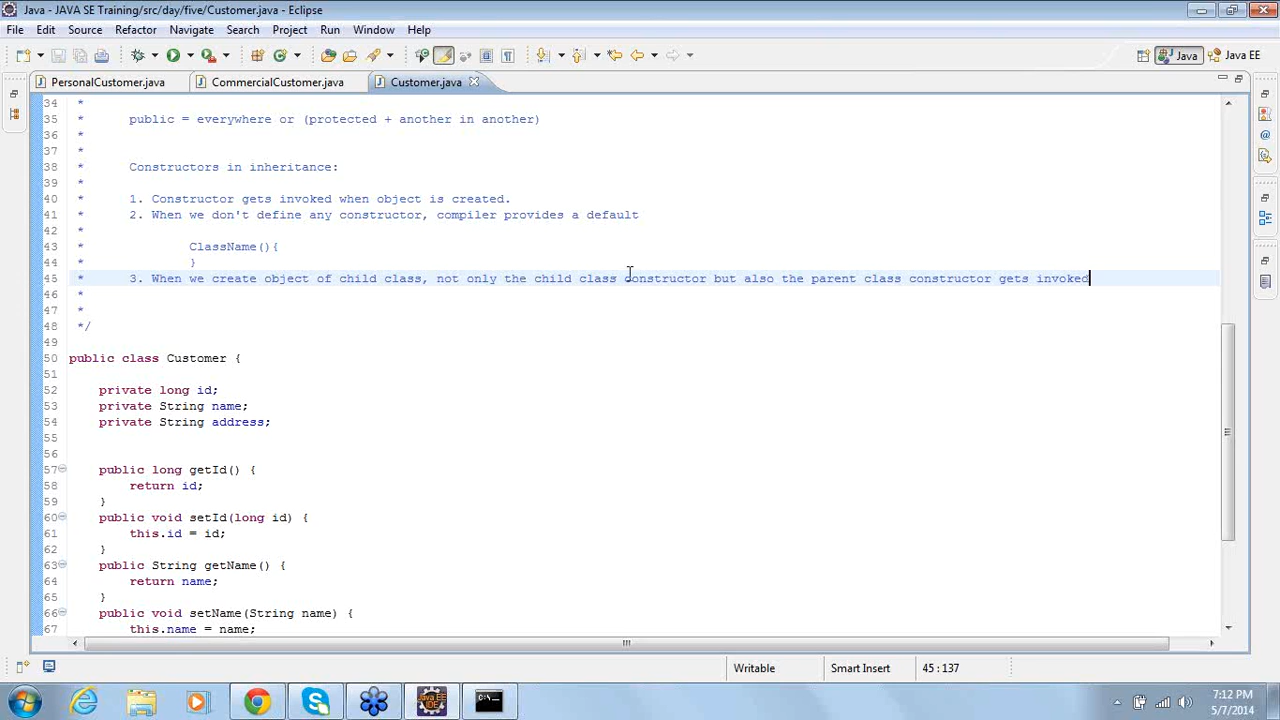 Java - JAVA SE Training/src/day/five/Customer.java - Eclipse
File Edit Source Refactor Navigate Search Project Run Window Help
Java Java EE
PersonalCustomer.java CommercialCustomer.java Customer.java
34 *
35 * public = everywhere or (protected + another in another)
36 *
37 *
38 * Constructors in inheritance:
39 *
40 * 1. Constructor gets invoked when object is created.
41 * 2. When we don't define any constructor, compiler provides a default
42 *
43 * ClassName(){
44 * }
45 * 3. When we create object of child class, not only the child class constructor but also the parent class constructor gets invoked
46 *
47 *
48 */
49
50 public class Customer {
51
52 private long id;
53 private String name;
54 private String address;
55
56
57 public long getId() {
58 return id;
59 }
60 public void setId(long id) {
61 this.id = id;
62 }
63 public String getName() {
64 return name;
65 }
66 public void setName(String name) {
67 this.name = name;
Writable Smart Insert 45 : 137
Java EE
IDE
7:12 PM
5/7/2014